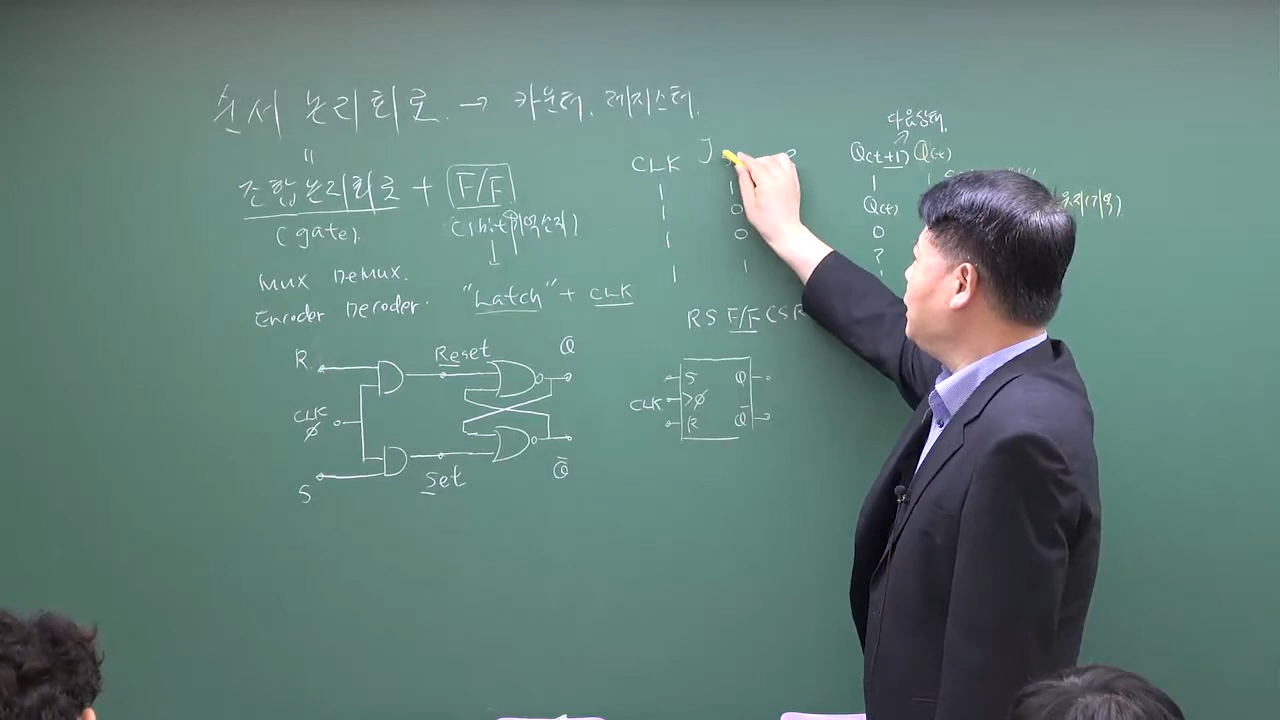 순서 논리회로 → 카운터, 레지스터,
"
조합논리회로 + F/F
(gate)
(1bit 기억소자)
↓
MUX DeMUX.
Encoder Decoder.
"Latch" + CLK
R
Reset
Q
CLK
Ø
S
Set
Q̄
다음상태,
CLK J Q(t+1) Q(t)
1 1 1 1
1 0 Q(t)
1 0 0
1 1 ?
RS F/F (SR
S Q
CLK >Ø
R Q̄